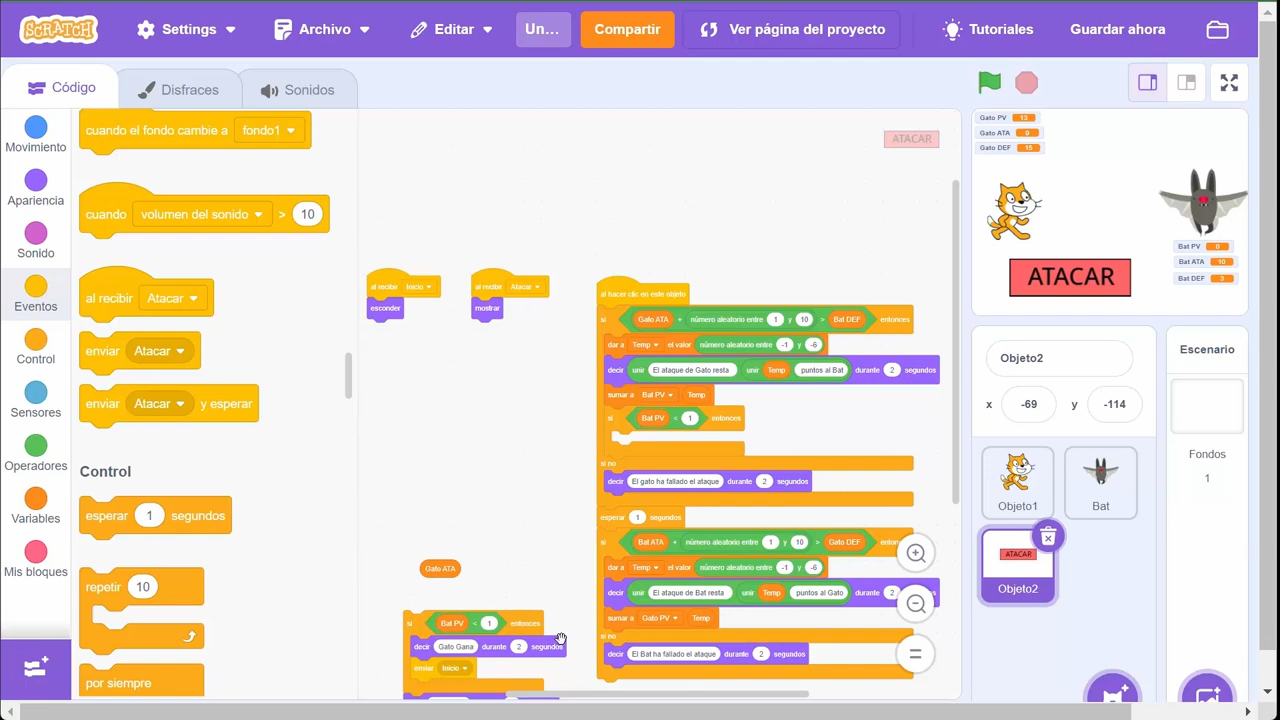 SCRATCH
Settings
Archivo
Editar
Un...
Compartir
Ver página del proyecto
Tutoriales
Guardar ahora
Código
Disfraces
Sonidos
Movimiento
Apariencia
Sonido
Eventos
Control
Sensores
Operadores
Variables
Mis bloques
cuando el fondo cambie a fondo1
cuando volumen del sonido > 10
al recibir Atacar
enviar Atacar
enviar Atacar y esperar
Control
esperar 1 segundos
repetir 10
por siempre
ATACAR
al recibir Inicio
esconder
al recibir Atacar
mostrar
al hacer clic en este objeto
si Gato ATA + número aleatorio entre 1 y 10 > Bat DEF entonces
dar a Temp el valor número aleatorio entre -1 y -6
decir unir El ataque de Gato resta unir Temp puntos al Bat durante 2 segundos
sumar a Bat PV Temp
si Bat PV < 1 entonces
si no
decir El gato ha fallado el ataque durante 2 segundos
esperar 1 segundos
si Bat ATA + número aleatorio entre 1 y 10 > Gato DEF
dar a Temp el valor número aleatorio entre -1 y -6
decir unir El ataque de Bat resta unir Temp puntos al Gato durante 2
sumar a Gato PV Temp
si no
decir El Bat ha fallado el ataque durante 2 segundos
Gato ATA
si Bat PV < 1 entonces
decir Gato Gana durante 2 segundos
enviar Inicio
Gato PV 13
Gato ATA 9
Gato DEF 15
Bat PV 0
Bat ATA 10
Bat DEF 3
ATACAR
Objeto2
x -69 y -114
Objeto1
Bat
ATACAR
Objeto2
Escenario
Fondos
1